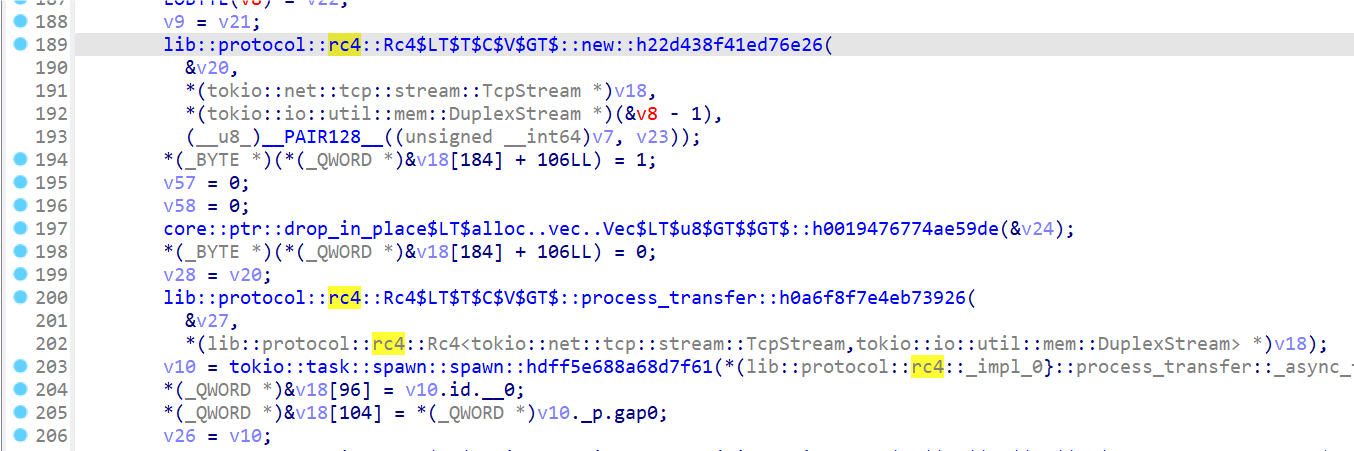 188 v9 = v21;
189 lib::protocol::rc4::Rc4$LT$T$C$V$GT$::new::h22d438f41ed76e26(
190 &v20,
191 *(tokio::net::tcp::stream::TcpStream *)v18,
192 *(tokio::io::util::mem::DuplexStream *)(&v8 - 1),
193 (__u8_)__PAIR128__((unsigned __int64)v7, v23));
194 *(_BYTE *)(*(_QWORD *)&v18[184] + 106LL) = 1;
195 v57 = 0;
196 v58 = 0;
197 core::ptr::drop_in_place$LT$alloc..vec..Vec$LT$u8$GT$$GT$::h0019476774ae59de(&v24);
198 *(_BYTE *)(*(_QWORD *)&v18[184] + 106LL) = 0;
199 v28 = v20;
200 lib::protocol::rc4::Rc4$LT$T$C$V$GT$::process_transfer::h0a6f8f7e4eb73926(
201 &v27,
202 *(lib::protocol::rc4::Rc4<tokio::net::tcp::stream::TcpStream,tokio::io::util::mem::DuplexStream> *)v18);
203 v10 = tokio::task::spawn::spawn::hdff5e688a68d7f61(*(lib::protocol::rc4::_impl_0}::process_transfer::_async_
204 *(_QWORD *)&v18[96] = v10.id.__0;
205 *(_QWORD *)&v18[104] = *(_QWORD *)v10._p.gap0;
206 v26 = v10;